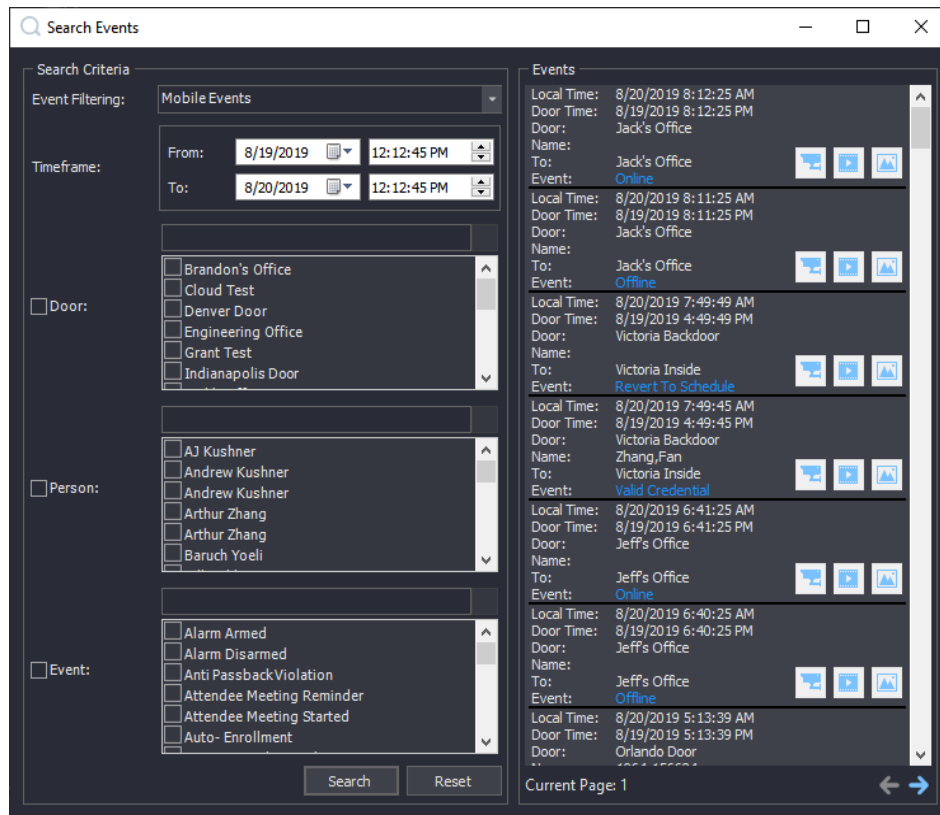 Search Events
Search Criteria
Event Filtering:
Mobile Events
Timeframe:
From:
8/19/2019
12:12:45 PM
To:
8/20/2019
12:12:45 PM
Door:
Brandon's Office
Cloud Test
Denver Door
Engineering Office
Grant Test
Indianapolis Door
Person:
AJ Kushner
Andrew Kushner
Andrew Kushner
Arthur Zhang
Arthur Zhang
Baruch Yoeli
Event:
Alarm Armed
Alarm Disarmed
Anti PassbackViolation
Attendee Meeting Reminder
Attendee Meeting Started
Auto- Enrollment
Search
Reset
Events
Local Time: 8/20/2019 8:12:25 AM
Door Time: 8/19/2019 8:12:25 PM
Door: Jack's Office
Name:
To: Jack's Office
Event: Online
Local Time: 8/20/2019 8:11:25 AM
Door Time: 8/19/2019 8:11:25 PM
Door: Jack's Office
Name:
To: Jack's Office
Event: Offline
Local Time: 8/20/2019 7:49:49 AM
Door Time: 8/19/2019 4:49:49 PM
Door: Victoria Backdoor
Name:
To: Victoria Inside
Event: Revert To Schedule
Local Time: 8/20/2019 7:49:45 AM
Door Time: 8/19/2019 4:49:45 PM
Door: Victoria Backdoor
Name: Zhang,Fan
To: Victoria Inside
Event: Valid Credential
Local Time: 8/20/2019 6:41:25 AM
Door Time: 8/19/2019 6:41:25 PM
Door: Jeff's Office
Name:
To: Jeff's Office
Event: Online
Local Time: 8/20/2019 6:40:25 AM
Door Time: 8/19/2019 6:40:25 PM
Door: Jeff's Office
Name:
To: Jeff's Office
Event: Offline
Local Time: 8/20/2019 5:13:39 AM
Door Time: 8/19/2019 5:13:39 PM
Door: Orlando Door
Current Page: 1